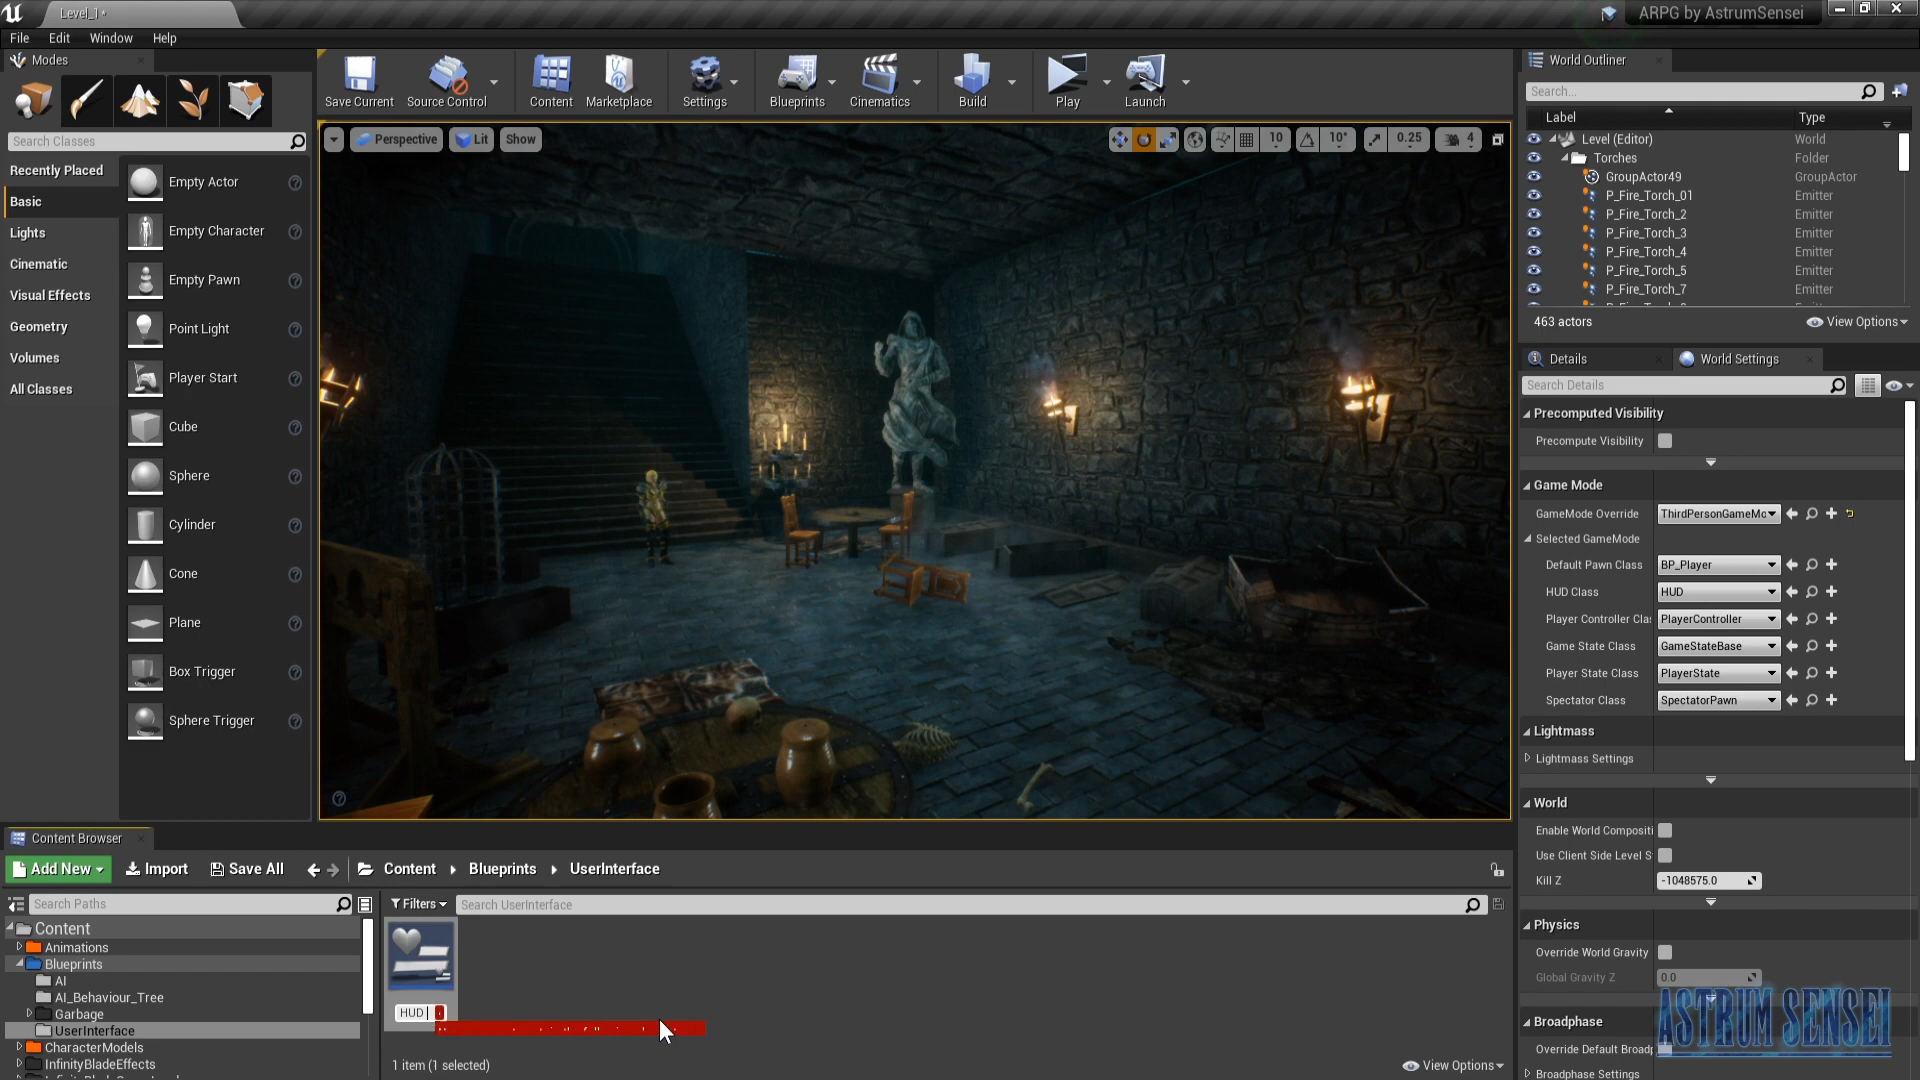 Level_1*
ARPG by AstrumSensei
File Edit Window Help
Modes
Save Current
Source Control
Content
Marketplace
Settings
Blueprints
Cinematics
Build
Play
Launch
Search Classes
Recently Placed
Basic
Lights
Cinematic
Visual Effects
Geometry
Volumes
All Classes
Empty Actor
Empty Character
Empty Pawn
Point Light
Player Start
Cube
Sphere
Cylinder
Cone
Plane
Box Trigger
Sphere Trigger
Perspective
Lit
Show
10
10°
0.25
4
World Outliner
Search...
Label Type
Level (Editor) World
Torches Folder
GroupActor49 GroupActor
P_Fire_Torch_01 Emitter
P_Fire_Torch_2 Emitter
P_Fire_Torch_3 Emitter
P_Fire_Torch_4 Emitter
P_Fire_Torch_5 Emitter
P_Fire_Torch_7 Emitter
463 actors
View Options
Details
World Settings
Search Details
Precomputed Visibility
Precompute Visibility
Game Mode
GameMode Override ThirdPersonGameMo
Selected GameMode
Default Pawn Class BP_Player
HUD Class HUD
Player Controller Clas PlayerController
Game State Class GameStateBase
Player State Class PlayerState
Spectator Class SpectatorPawn
Lightmass
Lightmass Settings
World
Enable World Compositi
Use Client Side Level S
Kill Z -1048575.0
Physics
Override World Gravity
Global Gravity Z 0.0
Broadphase
Override Default Broadp
Broadphase Settings
ASTRUM SENSEI
Content Browser
Add New
Import
Save All
Content
Blueprints
UserInterface
Search Paths
Filters
Search UserInterface
Content
Animations
Blueprints
AI
AI_Behaviour_Tree
Garbage
UserInterface
CharacterModels
InfinityBladeEffects
HUD
1 item (1 selected)
View Options